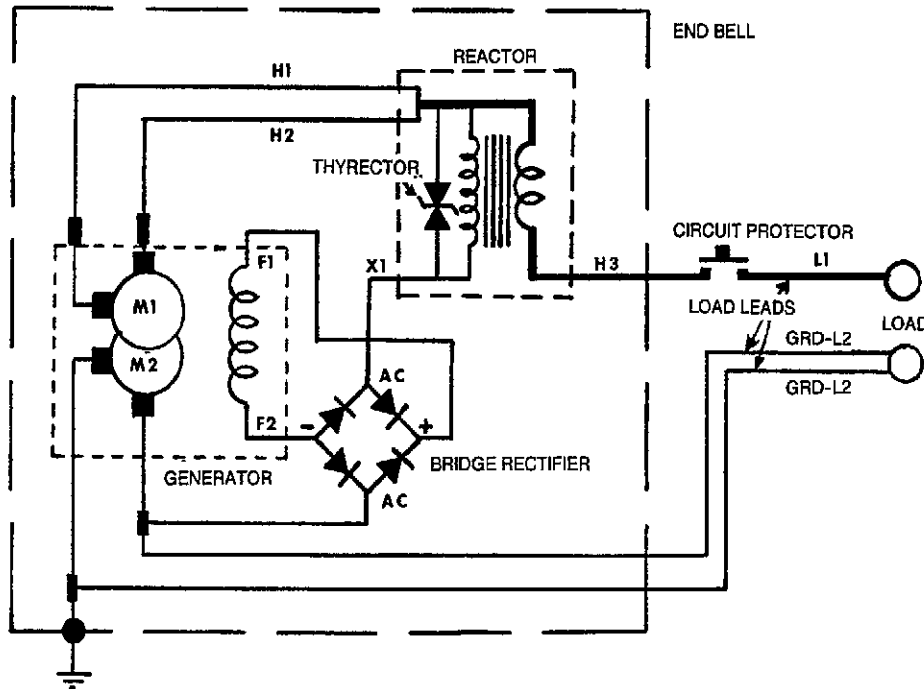 END BELL
REACTOR
H1
H2
THYRECTOR
CIRCUIT PROTECTOR
F1
X1
H3
L1
M1
LOAD LEADS
LOAD
GRD-L2
M2
AC
GRD-L2
F2
-
+
GENERATOR
BRIDGE RECTIFIER
AC